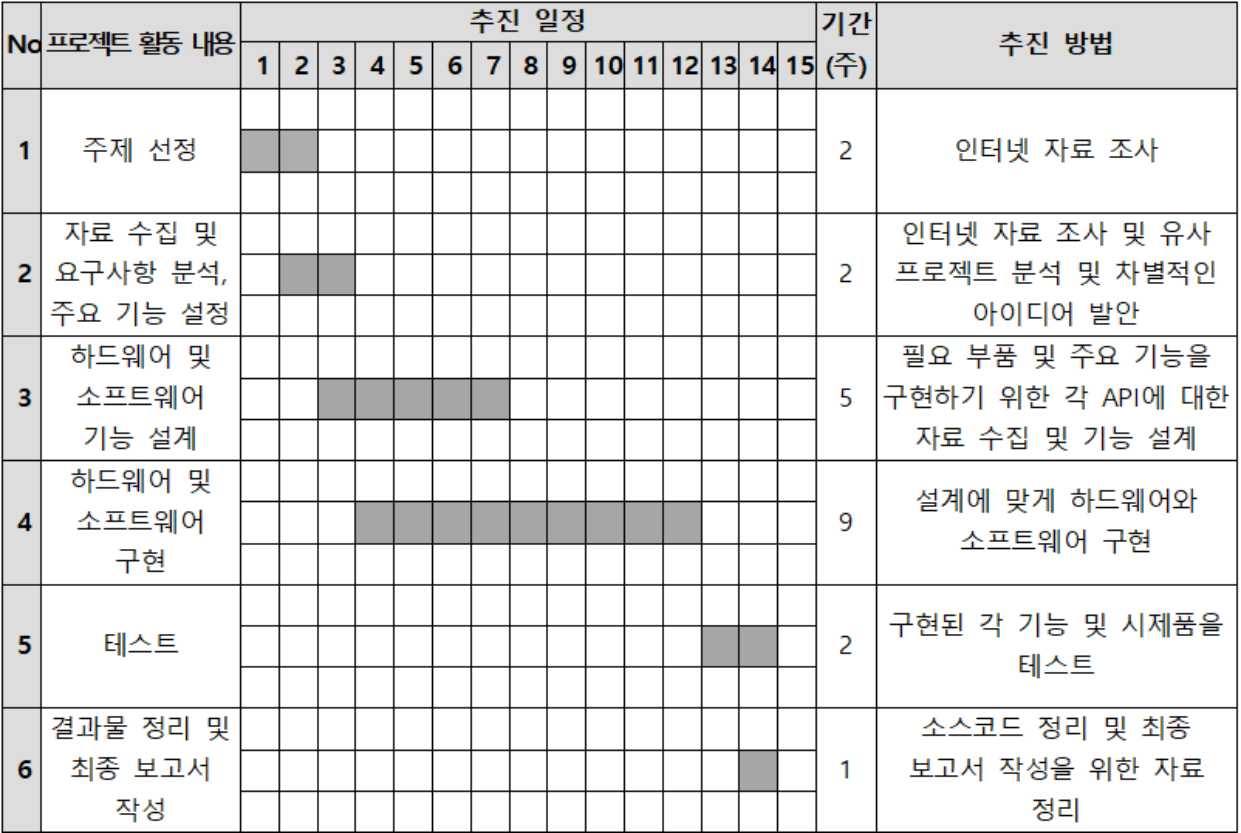 No 프로젝트 활동 내용 추진 일정 기간 (주) 추진 방법
1 2 3 4 5 6 7 8 9 10 11 12 13 14 15
1 주제 선정 2 인터넷 자료 조사
자료 수집 및 인터넷 자료 조사 및 유사
2 요구사항 분석, 2 프로젝트 분석 및 차별적인
주요 기능 설정 아이디어 발안
하드웨어 및 필요 부품 및 주요 기능을
3 소프트웨어 5 구현하기 위한 각 API에 대한
기능 설계 자료 수집 및 기능 설계
하드웨어 및 설계에 맞게 하드웨어와
4 소프트웨어 9 소프트웨어 구현
구현
5 테스트 2 구현된 각 기능 및 시제품을
테스트
결과물 정리 및 소스코드 정리 및 최종
6 최종 보고서 1 보고서 작성을 위한 자료
작성 정리